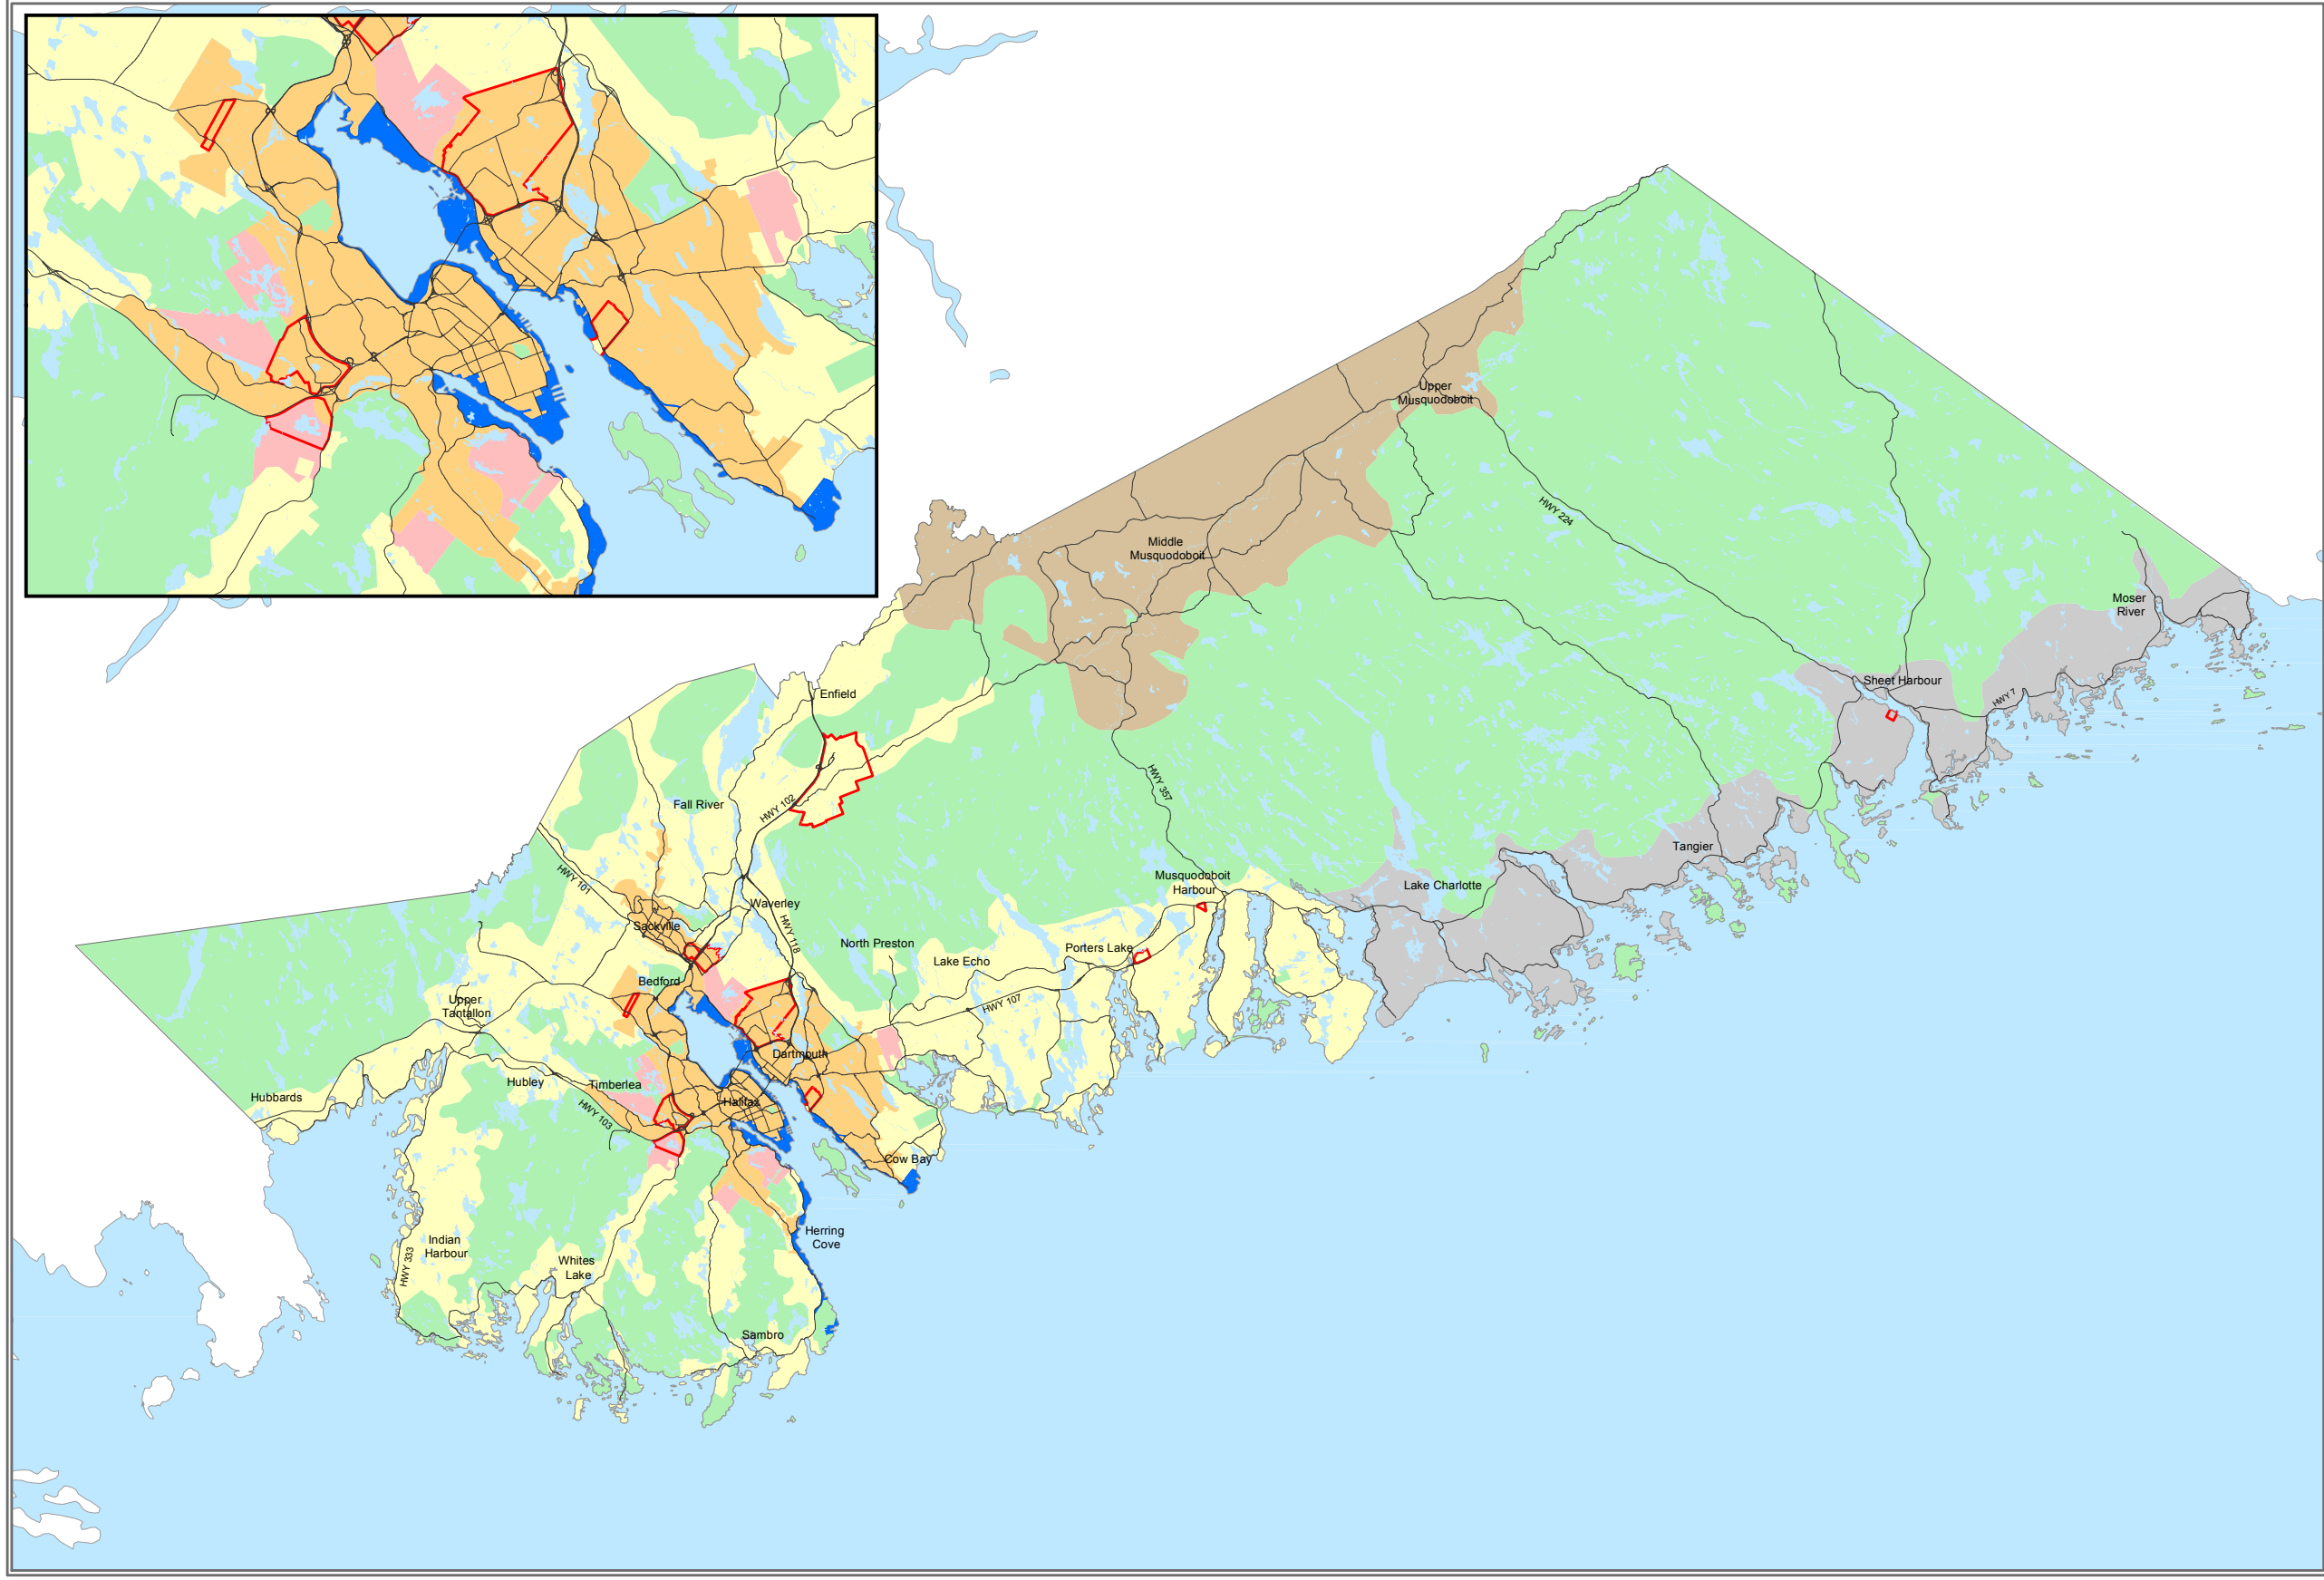 Upper
Musquodoboit
HWY 224
Middle
Musquodoboit
Moser
River
Sheet Harbour
HWY 7
Enfield
HWY 357
Fall River
HWY 102
Tangier
HWY 101
Musquodoboit
Harbour
Lake Charlotte
Waverley
Sackville
HWY 118
North Preston
Porters Lake
Lake Echo
Bedford
Upper
Tantallon
HWY 107
Dartmouth
Hubley
Timberlea
Hubbards
HWY 103
Halifax
Cow Bay
Herring
Cove
Indian
Harbour
HWY 333
Whites
Lake
Sambro